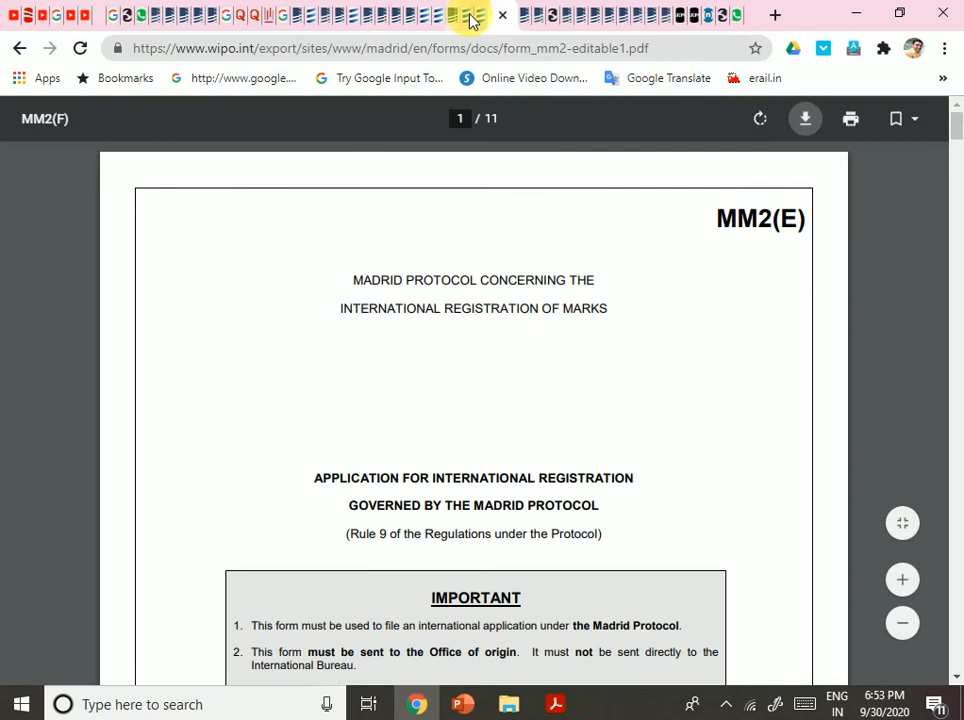 https://www.wipo.int/export/sites/www/madrid/en/forms/docs/form_mm2-editable1.pdf
Apps
Bookmarks
http://www.google....
Try Google Input To...
Online Video Down...
Google Translate
erail.in
»
MM2(F)
1 / 11
MM2(E)
MADRID PROTOCOL CONCERNING THE
INTERNATIONAL REGISTRATION OF MARKS
APPLICATION FOR INTERNATIONAL REGISTRATION
GOVERNED BY THE MADRID PROTOCOL
(Rule 9 of the Regulations under the Protocol)
IMPORTANT
1. This form must be used to file an international application under the Madrid Protocol.
2. This form must be sent to the Office of origin. It must not be sent directly to the
International Bureau.
Type here to search
ENG
IN
6:53 PM
9/30/2020
11